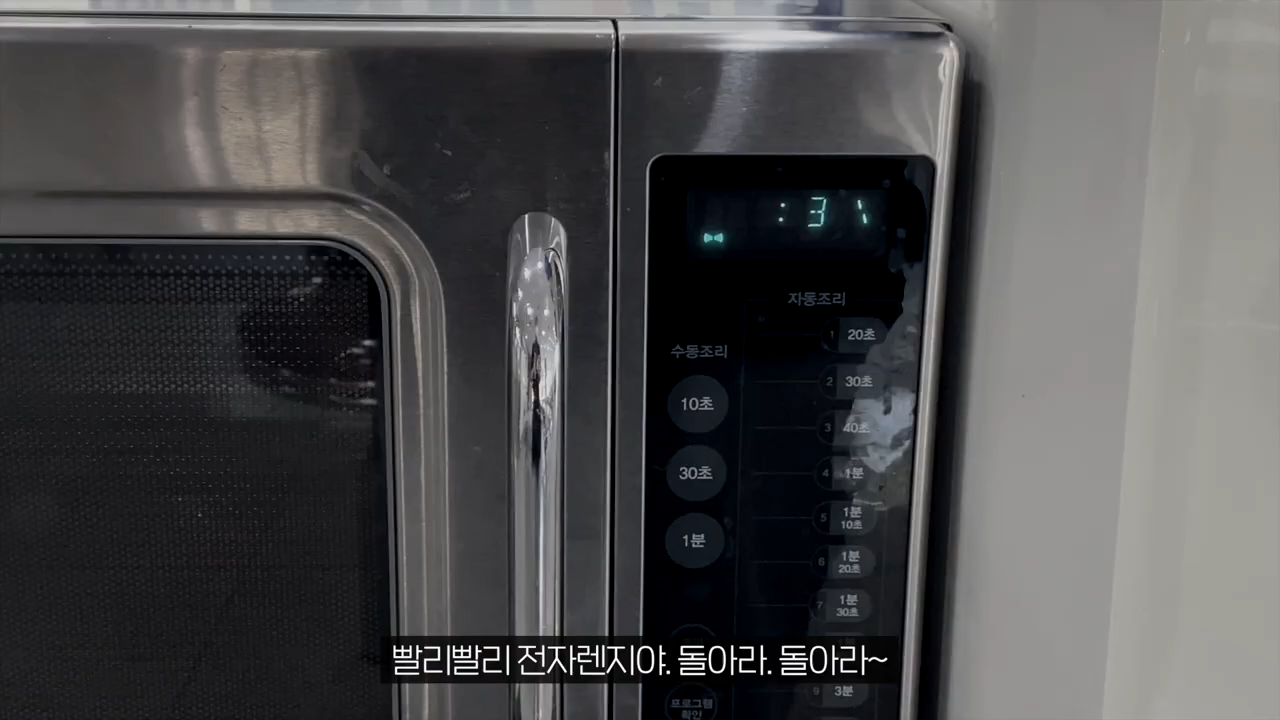 :31
자동조리
1 20초
수동조리
2 30초
10초
3 40초
30초
4 1분
5 1분 10초
1분
6 1분 20초
7 1분 30초
빨리빨리 전자렌지야. 돌아라. 돌아라~
9 3분
프로그램
확인